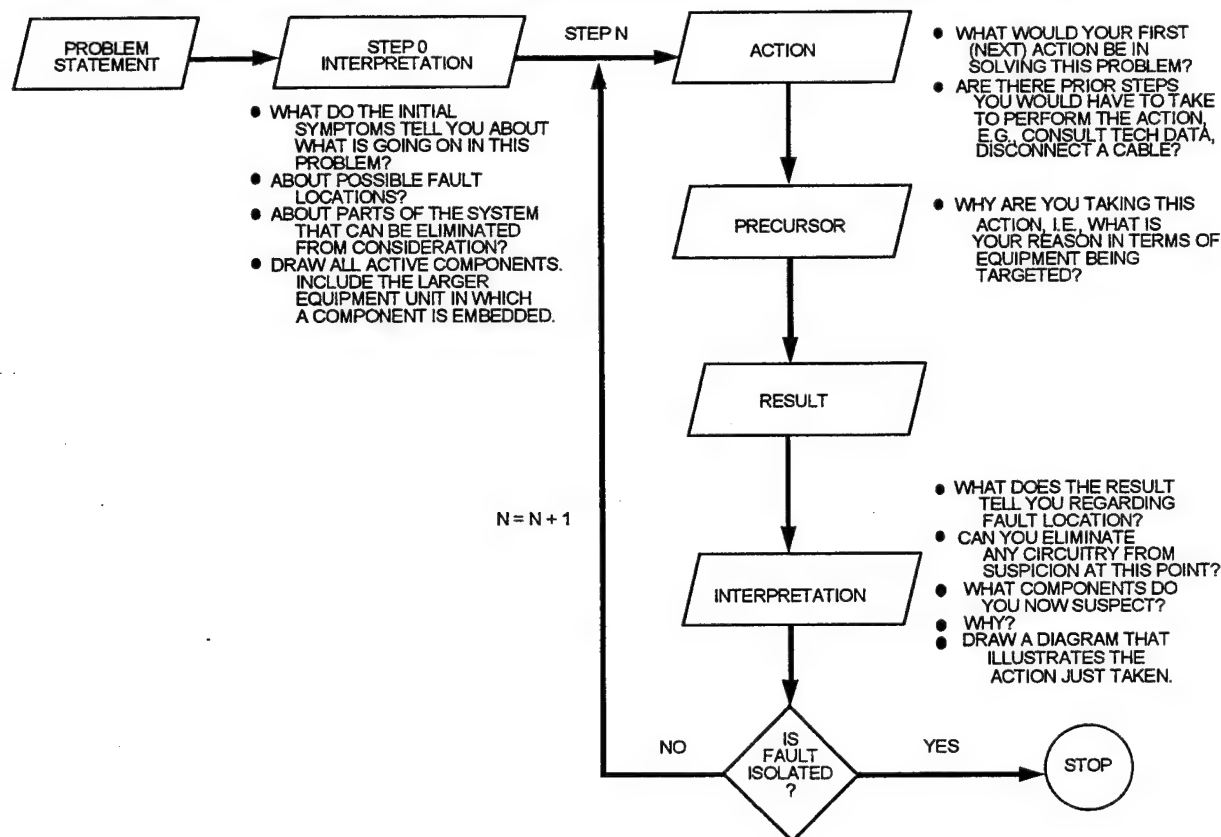 PROBLEM
STATEMENT
STEP 0
INTERPRETATION
STEP N
ACTION
● WHAT WOULD YOUR FIRST
(NEXT) ACTION BE IN
SOLVING THIS PROBLEM?
● ARE THERE PRIOR STEPS
YOU WOULD HAVE TO TAKE
TO PERFORM THE ACTION,
E.G., CONSULT TECH DATA,
DISCONNECT A CABLE?
● WHAT DO THE INITIAL
SYMPTOMS TELL YOU ABOUT
WHAT IS GOING ON IN THIS
PROBLEM?
● ABOUT POSSIBLE FAULT
LOCATIONS?
● ABOUT PARTS OF THE SYSTEM
THAT CAN BE ELIMINATED
FROM CONSIDERATION?
● DRAW ALL ACTIVE COMPONENTS.
INCLUDE THE LARGER
EQUIPMENT UNIT IN WHICH
A COMPONENT IS EMBEDDED.
PRECURSOR
● WHY ARE YOU TAKING THIS
ACTION, I.E., WHAT IS
YOUR REASON IN TERMS OF
EQUIPMENT BEING
TARGETED?
RESULT
N = N + 1
INTERPRETATION
● WHAT DOES THE RESULT
TELL YOU REGARDING
FAULT LOCATION?
● CAN YOU ELIMINATE
ANY CIRCUITRY FROM
SUSPICION AT THIS POINT?
● WHAT COMPONENTS DO
YOU NOW SUSPECT?
● WHY?
● DRAW A DIAGRAM THAT
ILLUSTRATES THE
ACTION JUST TAKEN.
NO
IS
FAULT
ISOLATED
?
YES
STOP